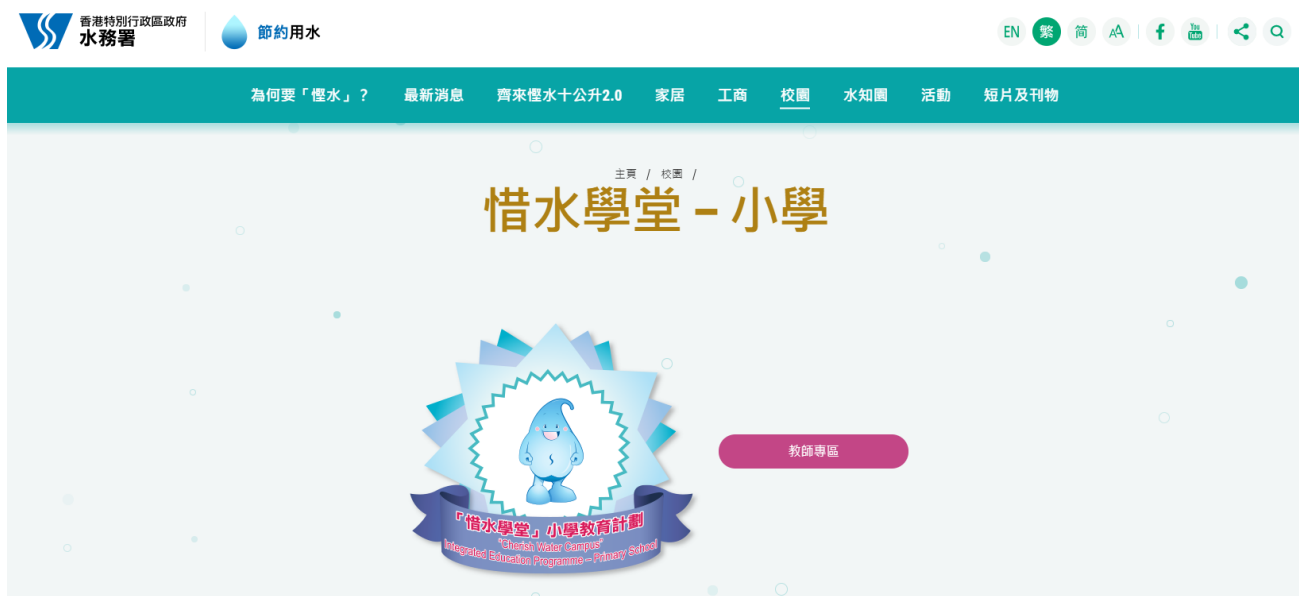 香港特別行政區政府
水務署
節約用水
EN 繁 简 AA
You
Tube
為何要「慳水」？ 最新消息 齊來慳水十公升2.0 家居 工商 校園 水知園 活動 短片及刊物
主頁 / 校園 /
惜水學堂 – 小學
教師專區
「惜水學堂」小學教育計劃
"Cherish Water Campus"
Integrated Education Programme – Primary School